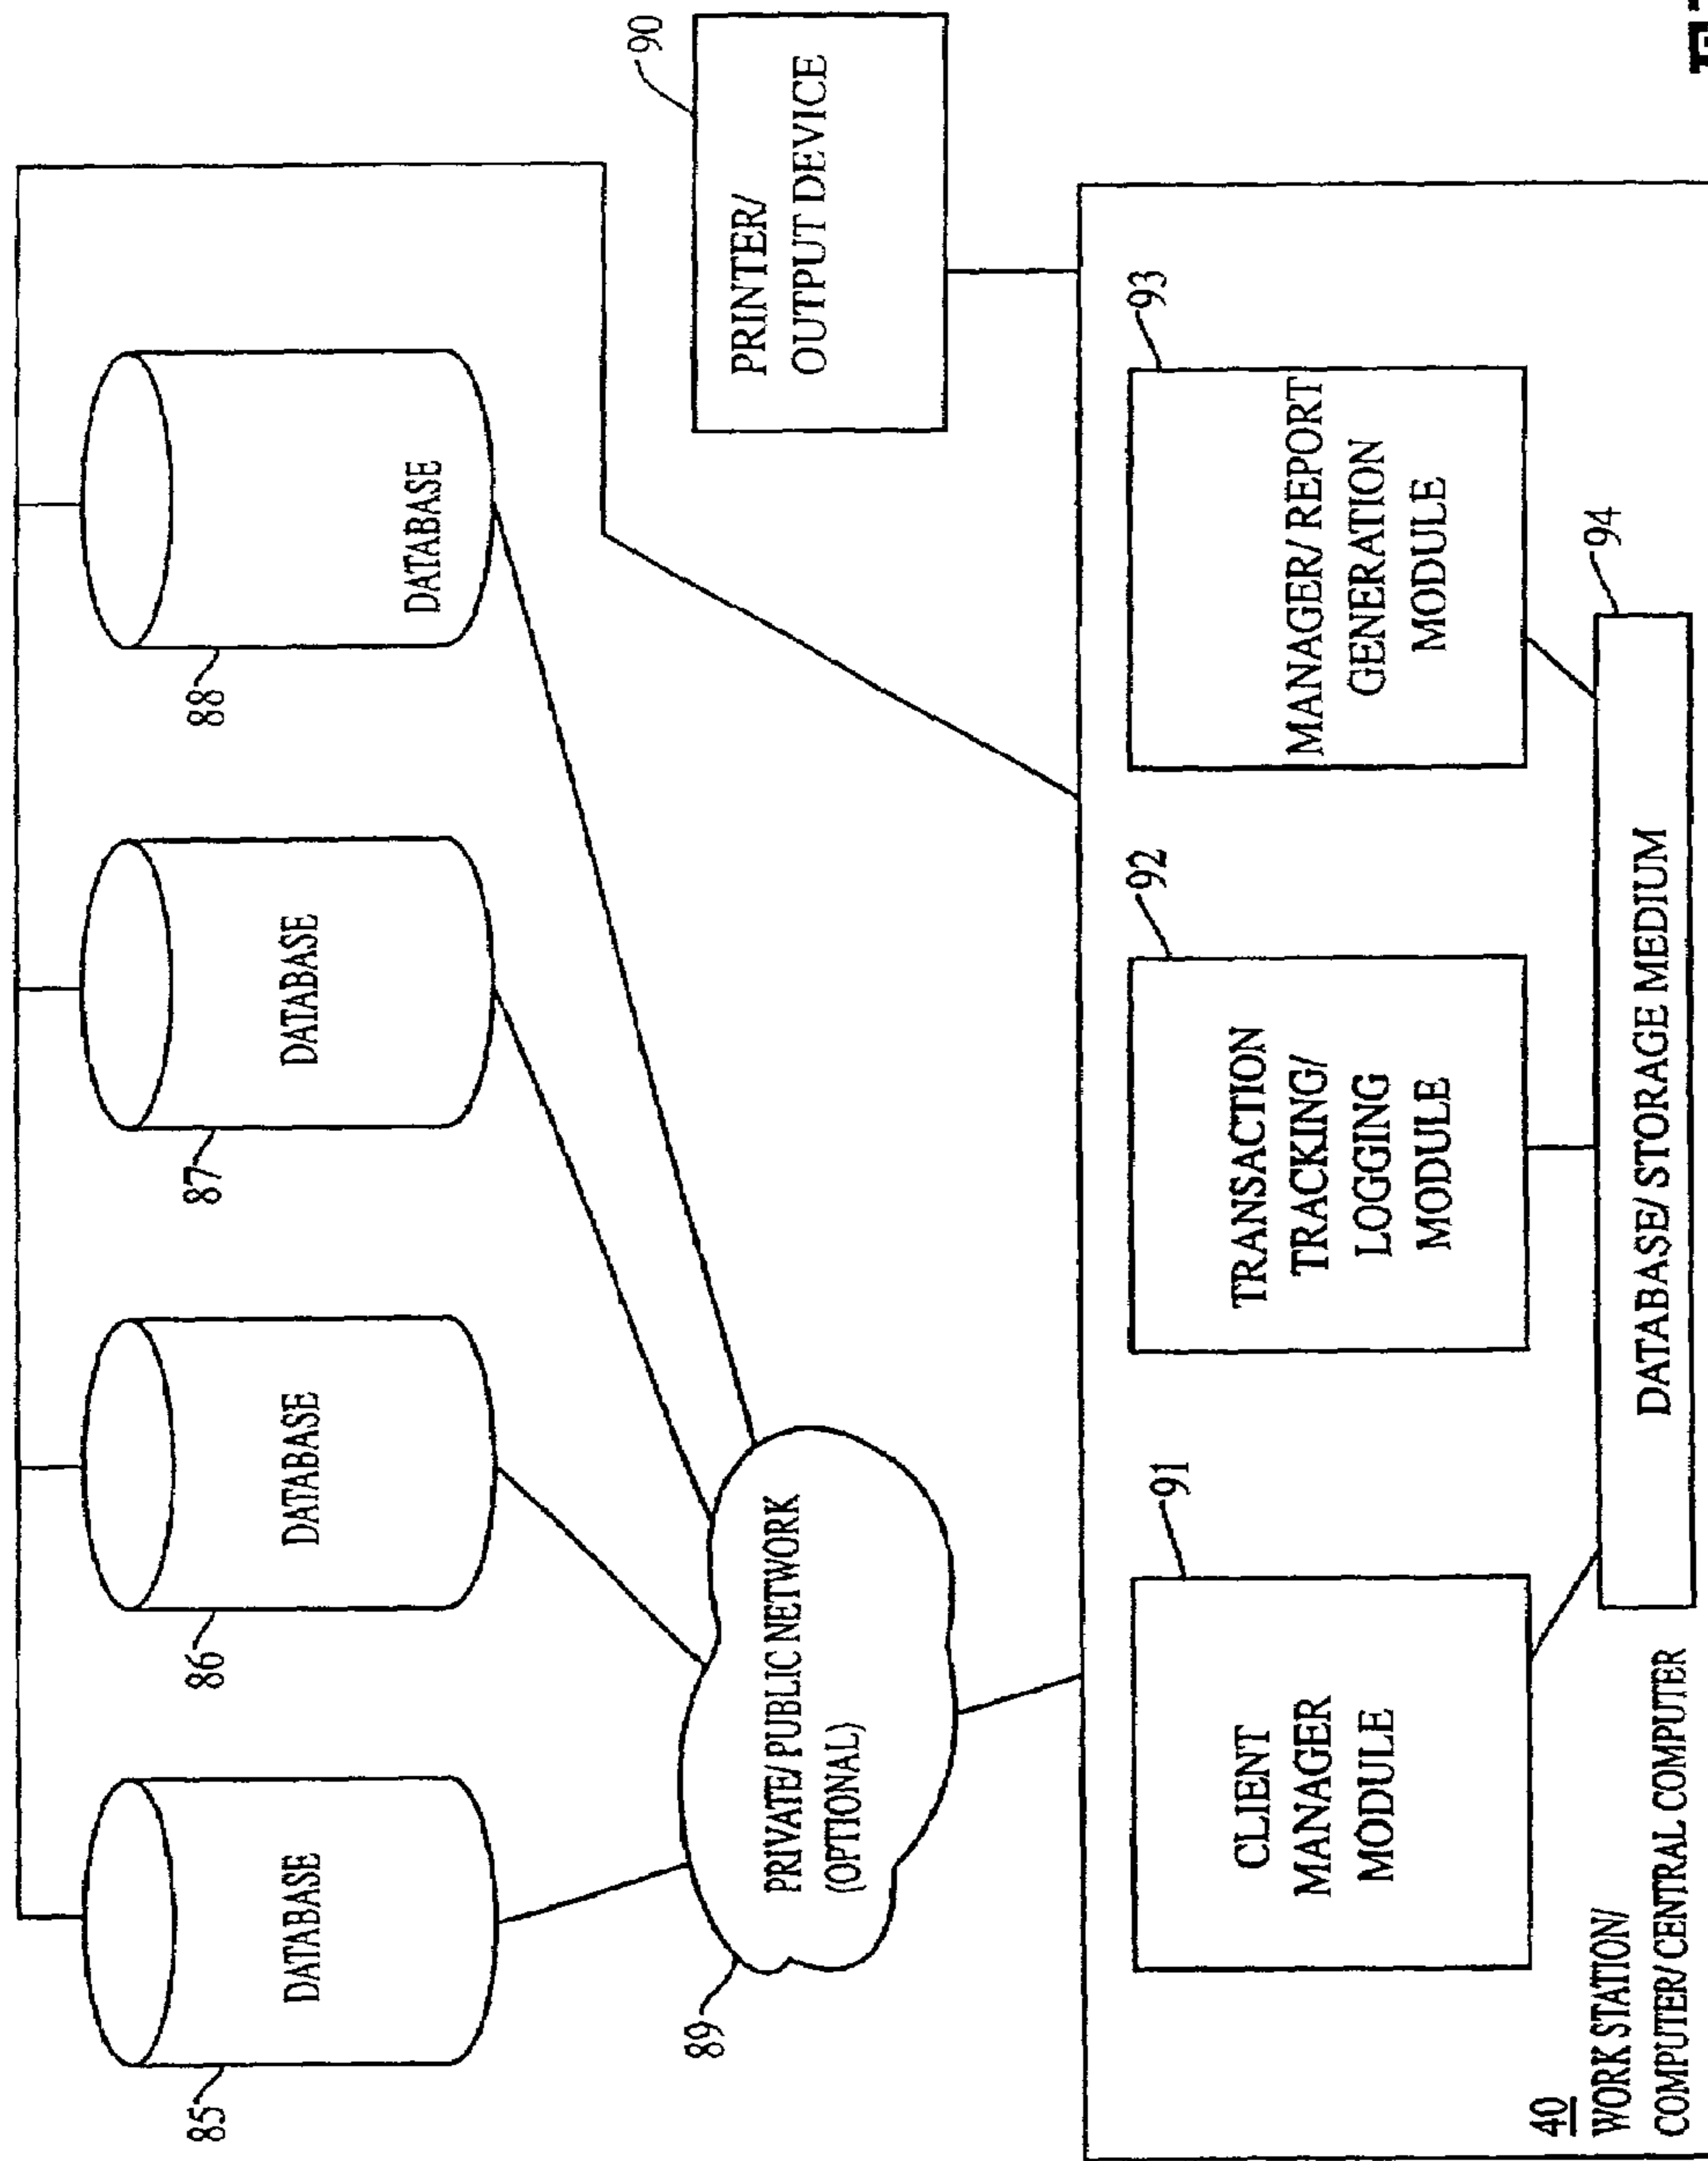 85
DATABASE
86
DATABASE
87
DATABASE
88
DATABASE
89
PRIVATE/ PUBLIC NETWORK
(OPTIONAL)
90
PRINTER/
OUTPUT DEVICE
91
CLIENT
MANAGER
MODULE
92
TRANSACTION
TRACKING/
LOGGING
MODULE
93
MANAGER/ REPORT
GENERATION
MODULE
94
DATABASE/ STORAGE MEDIUM
40
WORK STATION/
COMPUTER/ CENTRAL COMPUTER